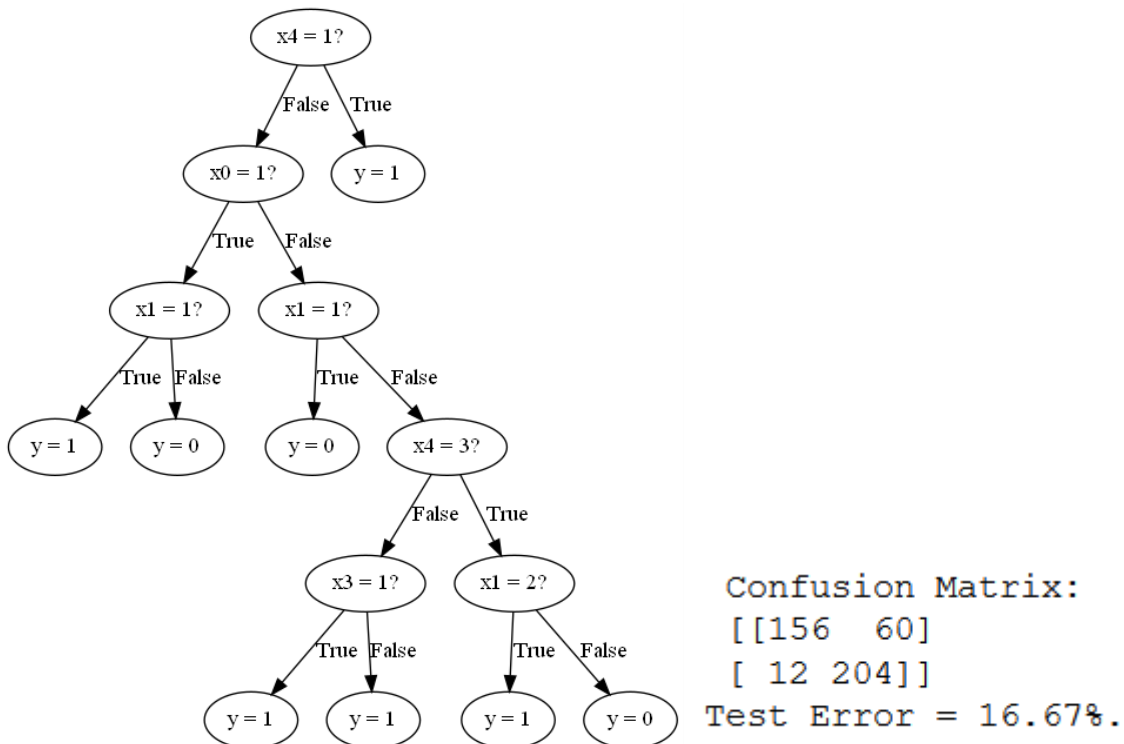 x4 = 1?
False
True
x0 = 1?
y = 1
True
False
x1 = 1?
x1 = 1?
True
False
True
False
y = 1
y = 0
y = 0
x4 = 3?
False
True
x3 = 1?
x1 = 2?
True
False
True
False
y = 1
y = 1
y = 1
y = 0
Confusion Matrix:
[[156 60]
[ 12 204]]
Test Error = 16.67%.